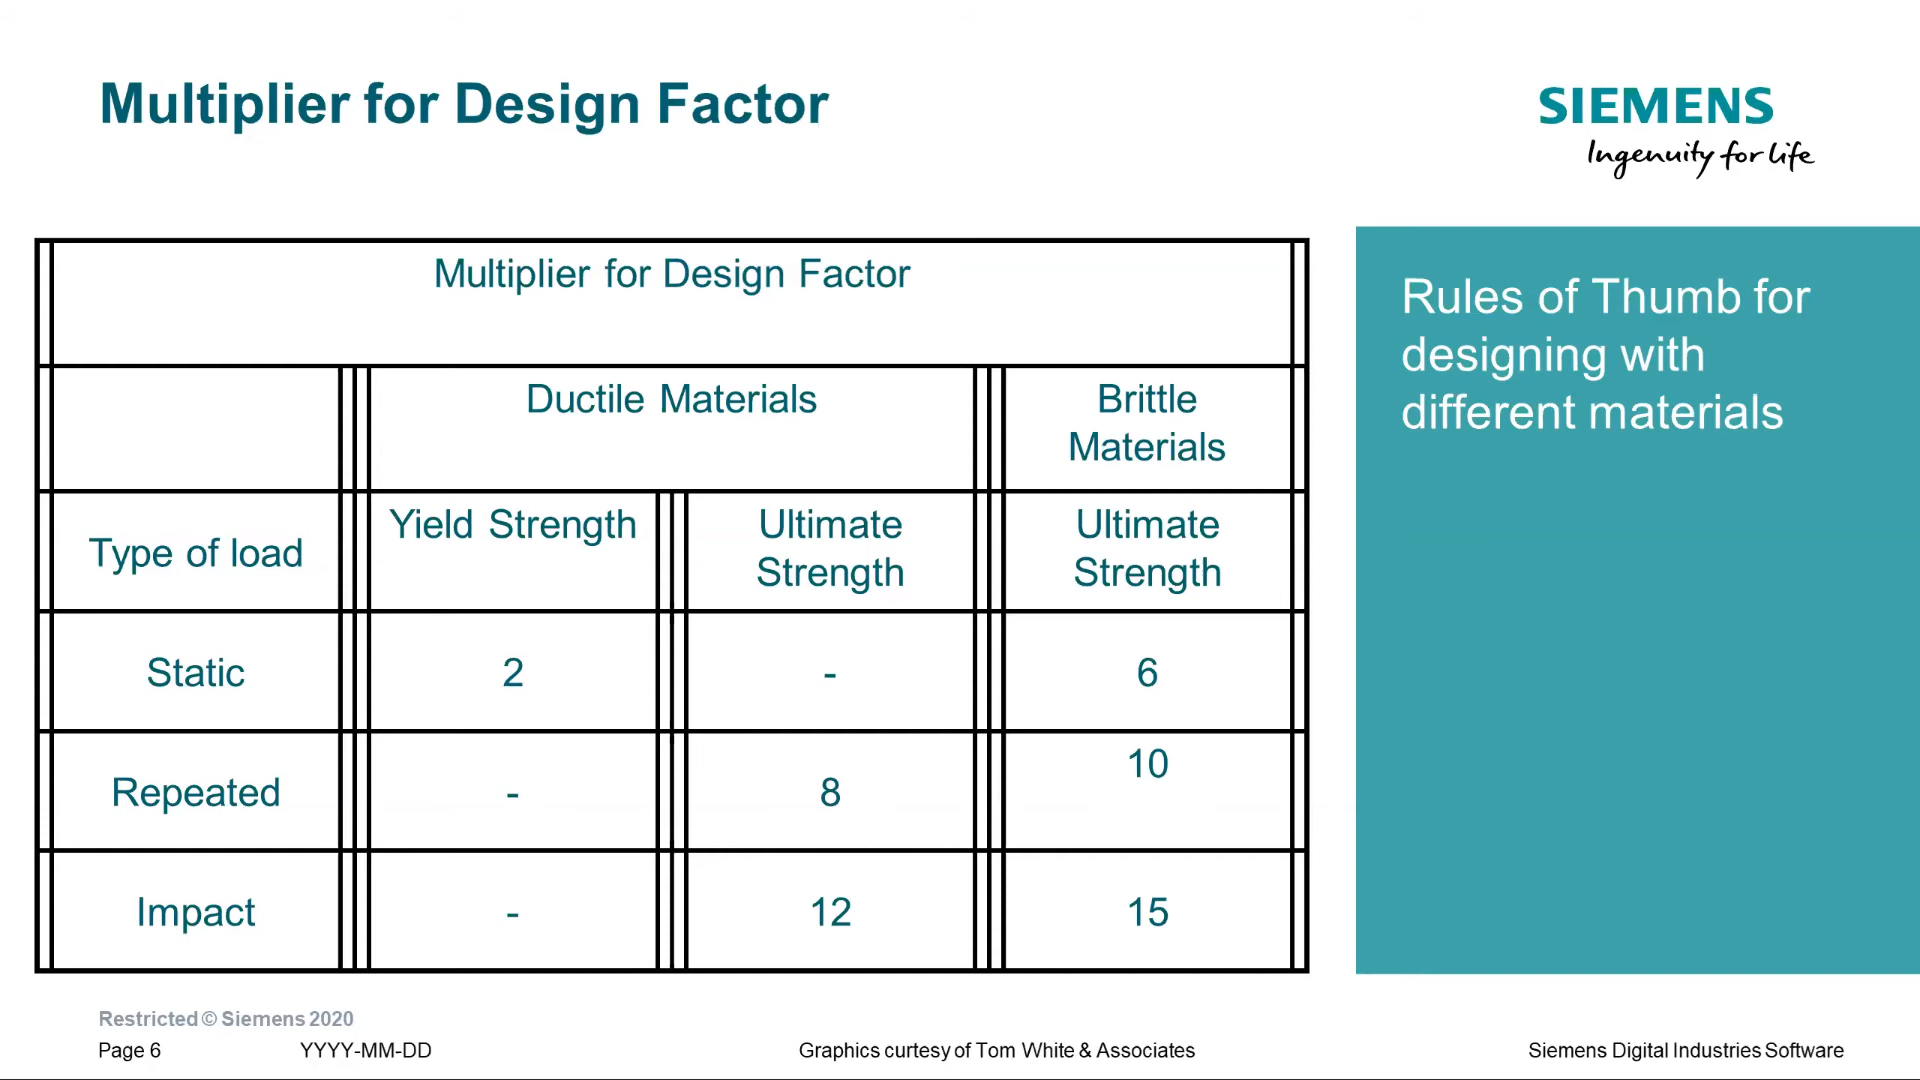 Multiplier for Design Factor
SIEMENS
Ingenuity for life
Multiplier for Design Factor
Ductile Materials
Brittle
Materials
Type of load
Yield Strength
Ultimate
Strength
Ultimate
Strength
Static
2
-
6
Repeated
-
8
10
Impact
-
12
15
Rules of Thumb for
designing with
different materials
Restricted © Siemens 2020
Page 6
YYYY-MM-DD
Graphics curtesy of Tom White & Associates
Siemens Digital Industries Software